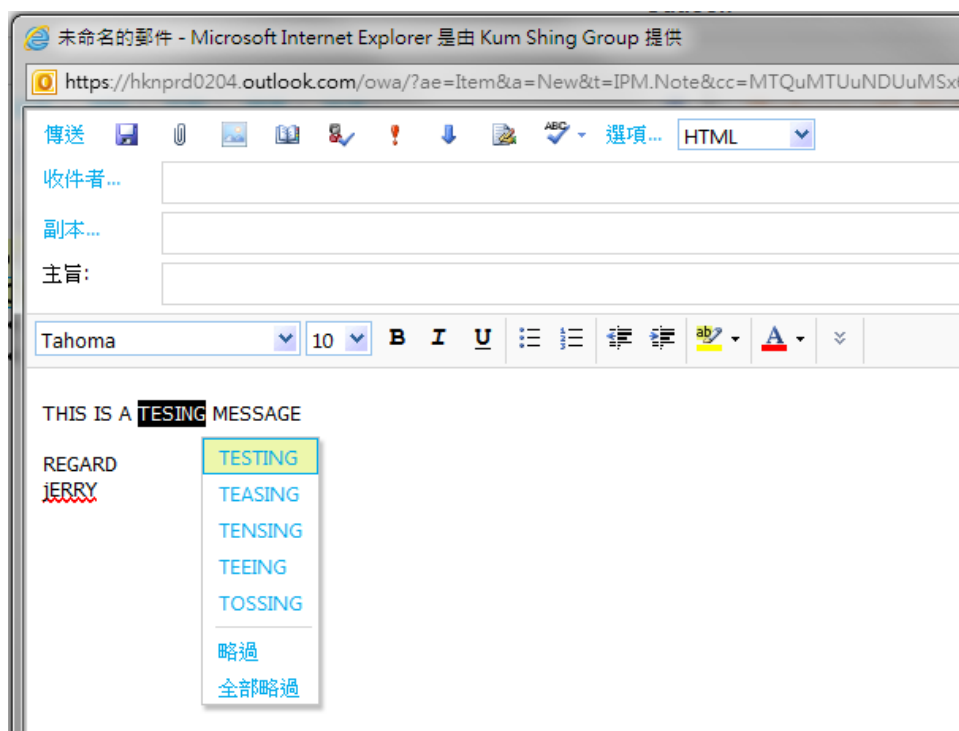 未命名的郵件 - Microsoft Internet Explorer 是由 Kum Shing Group 提供
https://hknprd0204.outlook.com/owa/?ae=Item&a=New&t=IPM.Note&cc=MTQuMTUuNDUuMSx
傳送 ABC 選項... HTML
收件者...
副本...
主旨:
Tahoma 10 B I U ab A
THIS IS A TESING MESSAGE
REGARD
jERRY
TESTING
TEASING
TENSING
TEEING
TOSSING
略過
全部略過